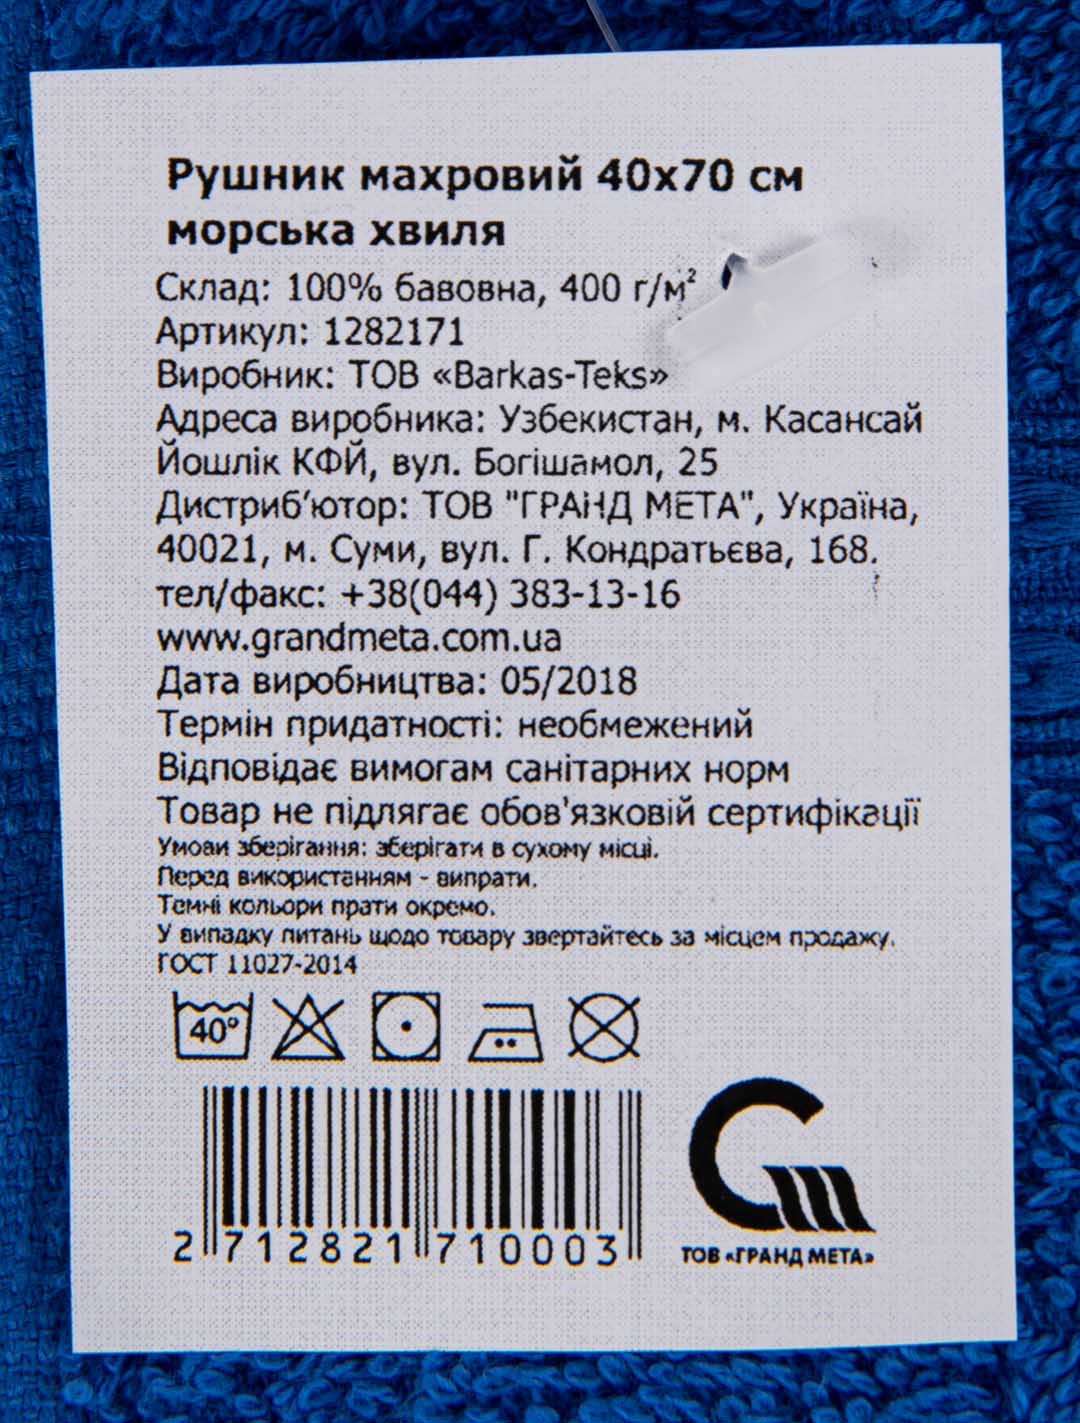 Рушник махровий 40х70 см
морська хвиля
Склад: 100% бавовна, 400 г/м²
Артикул: 1282171
Виробник: ТОВ «Barkas-Teks»
Адреса виробника: Узбекистан, м. Касансай
Йошлік КФЙ, вул. Богішамол, 25
Дистриб'ютор: ТОВ "ГРАНД МЕТА", Україна,
40021, м. Суми, вул. Г. Кондратьєва, 168.
тел/факс: +38(044) 383-13-16
www.grandmeta.com.ua
Дата виробництва: 05/2018
Термін придатності: необмежений
Відповідає вимогам санітарних норм
Товар не підлягає обов'язковій сертифікації
Умови зберігання: зберігати в сухому місці.
Перед використанням - випрати.
Темні кольори прати окремо.
У випадку питань щодо товару звертайтесь за місцем продажу.
ГОСТ 11027-2014
40°
2 712821 710003
ТОВ «ГРАНД МЕТА»